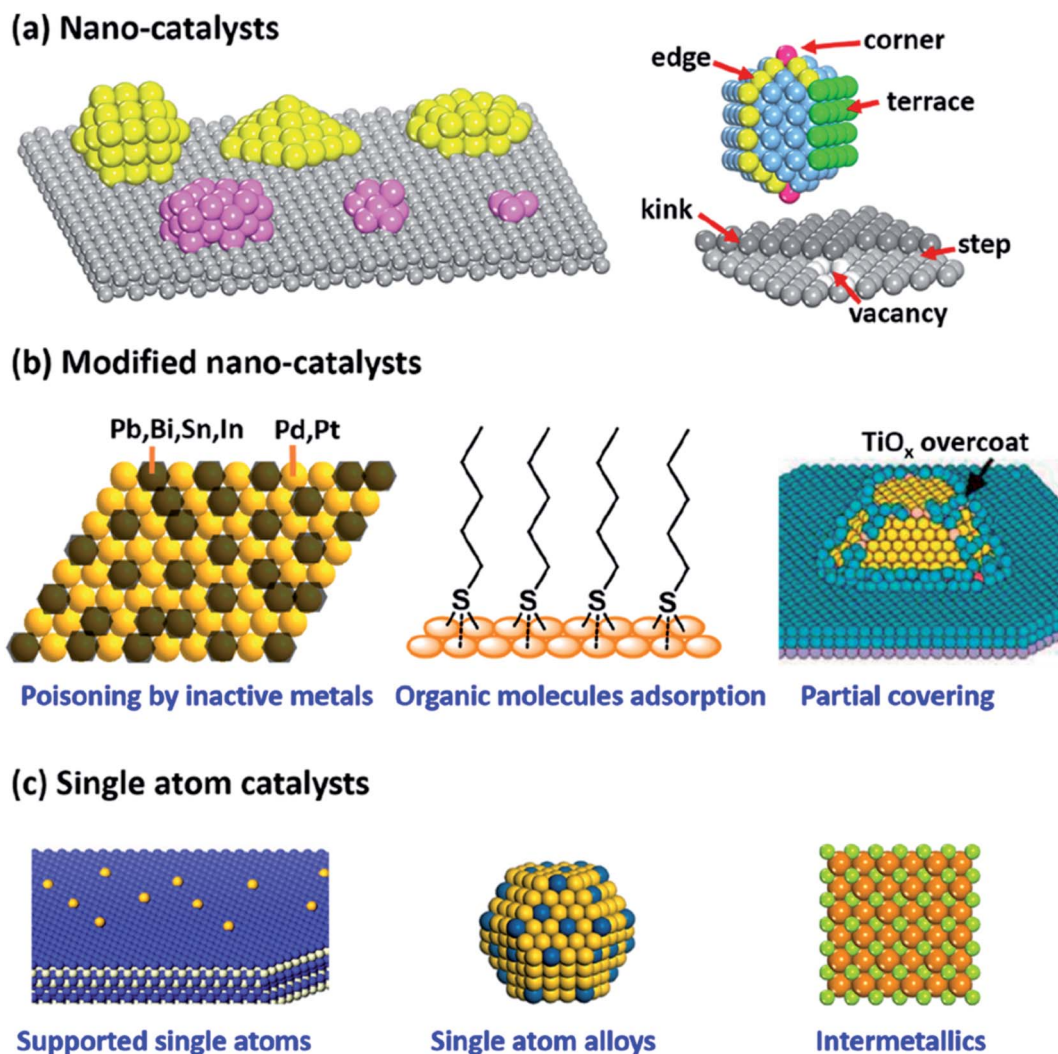 (a) Nano-catalysts
corner
edge
terrace
kink
step
vacancy
(b) Modified nano-catalysts
Pb,Bi,Sn,In Pd,Pt
TiOx overcoat
S S S S
Poisoning by inactive metals Organic molecules adsorption Partial covering
(c) Single atom catalysts
Supported single atoms Single atom alloys Intermetallics